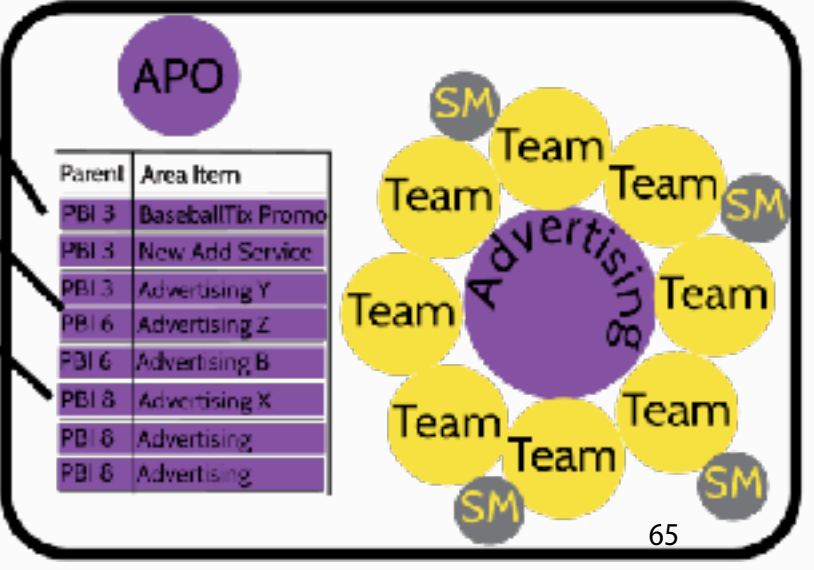 APO
Parent Area Item
PBI 3 BaseballTix Promo
PBI 3 New Add Service
PBI 3 Advertising Y
PBI 6 Advertising Z
PBI 6 Advertising B
PBI 8 Advertising X
PBI 8 Advertising
PBI 8 Advertising
SM
Team
Team
Team
SM
Advertising
Team
Team
Team
Team
Team
SM
SM
65